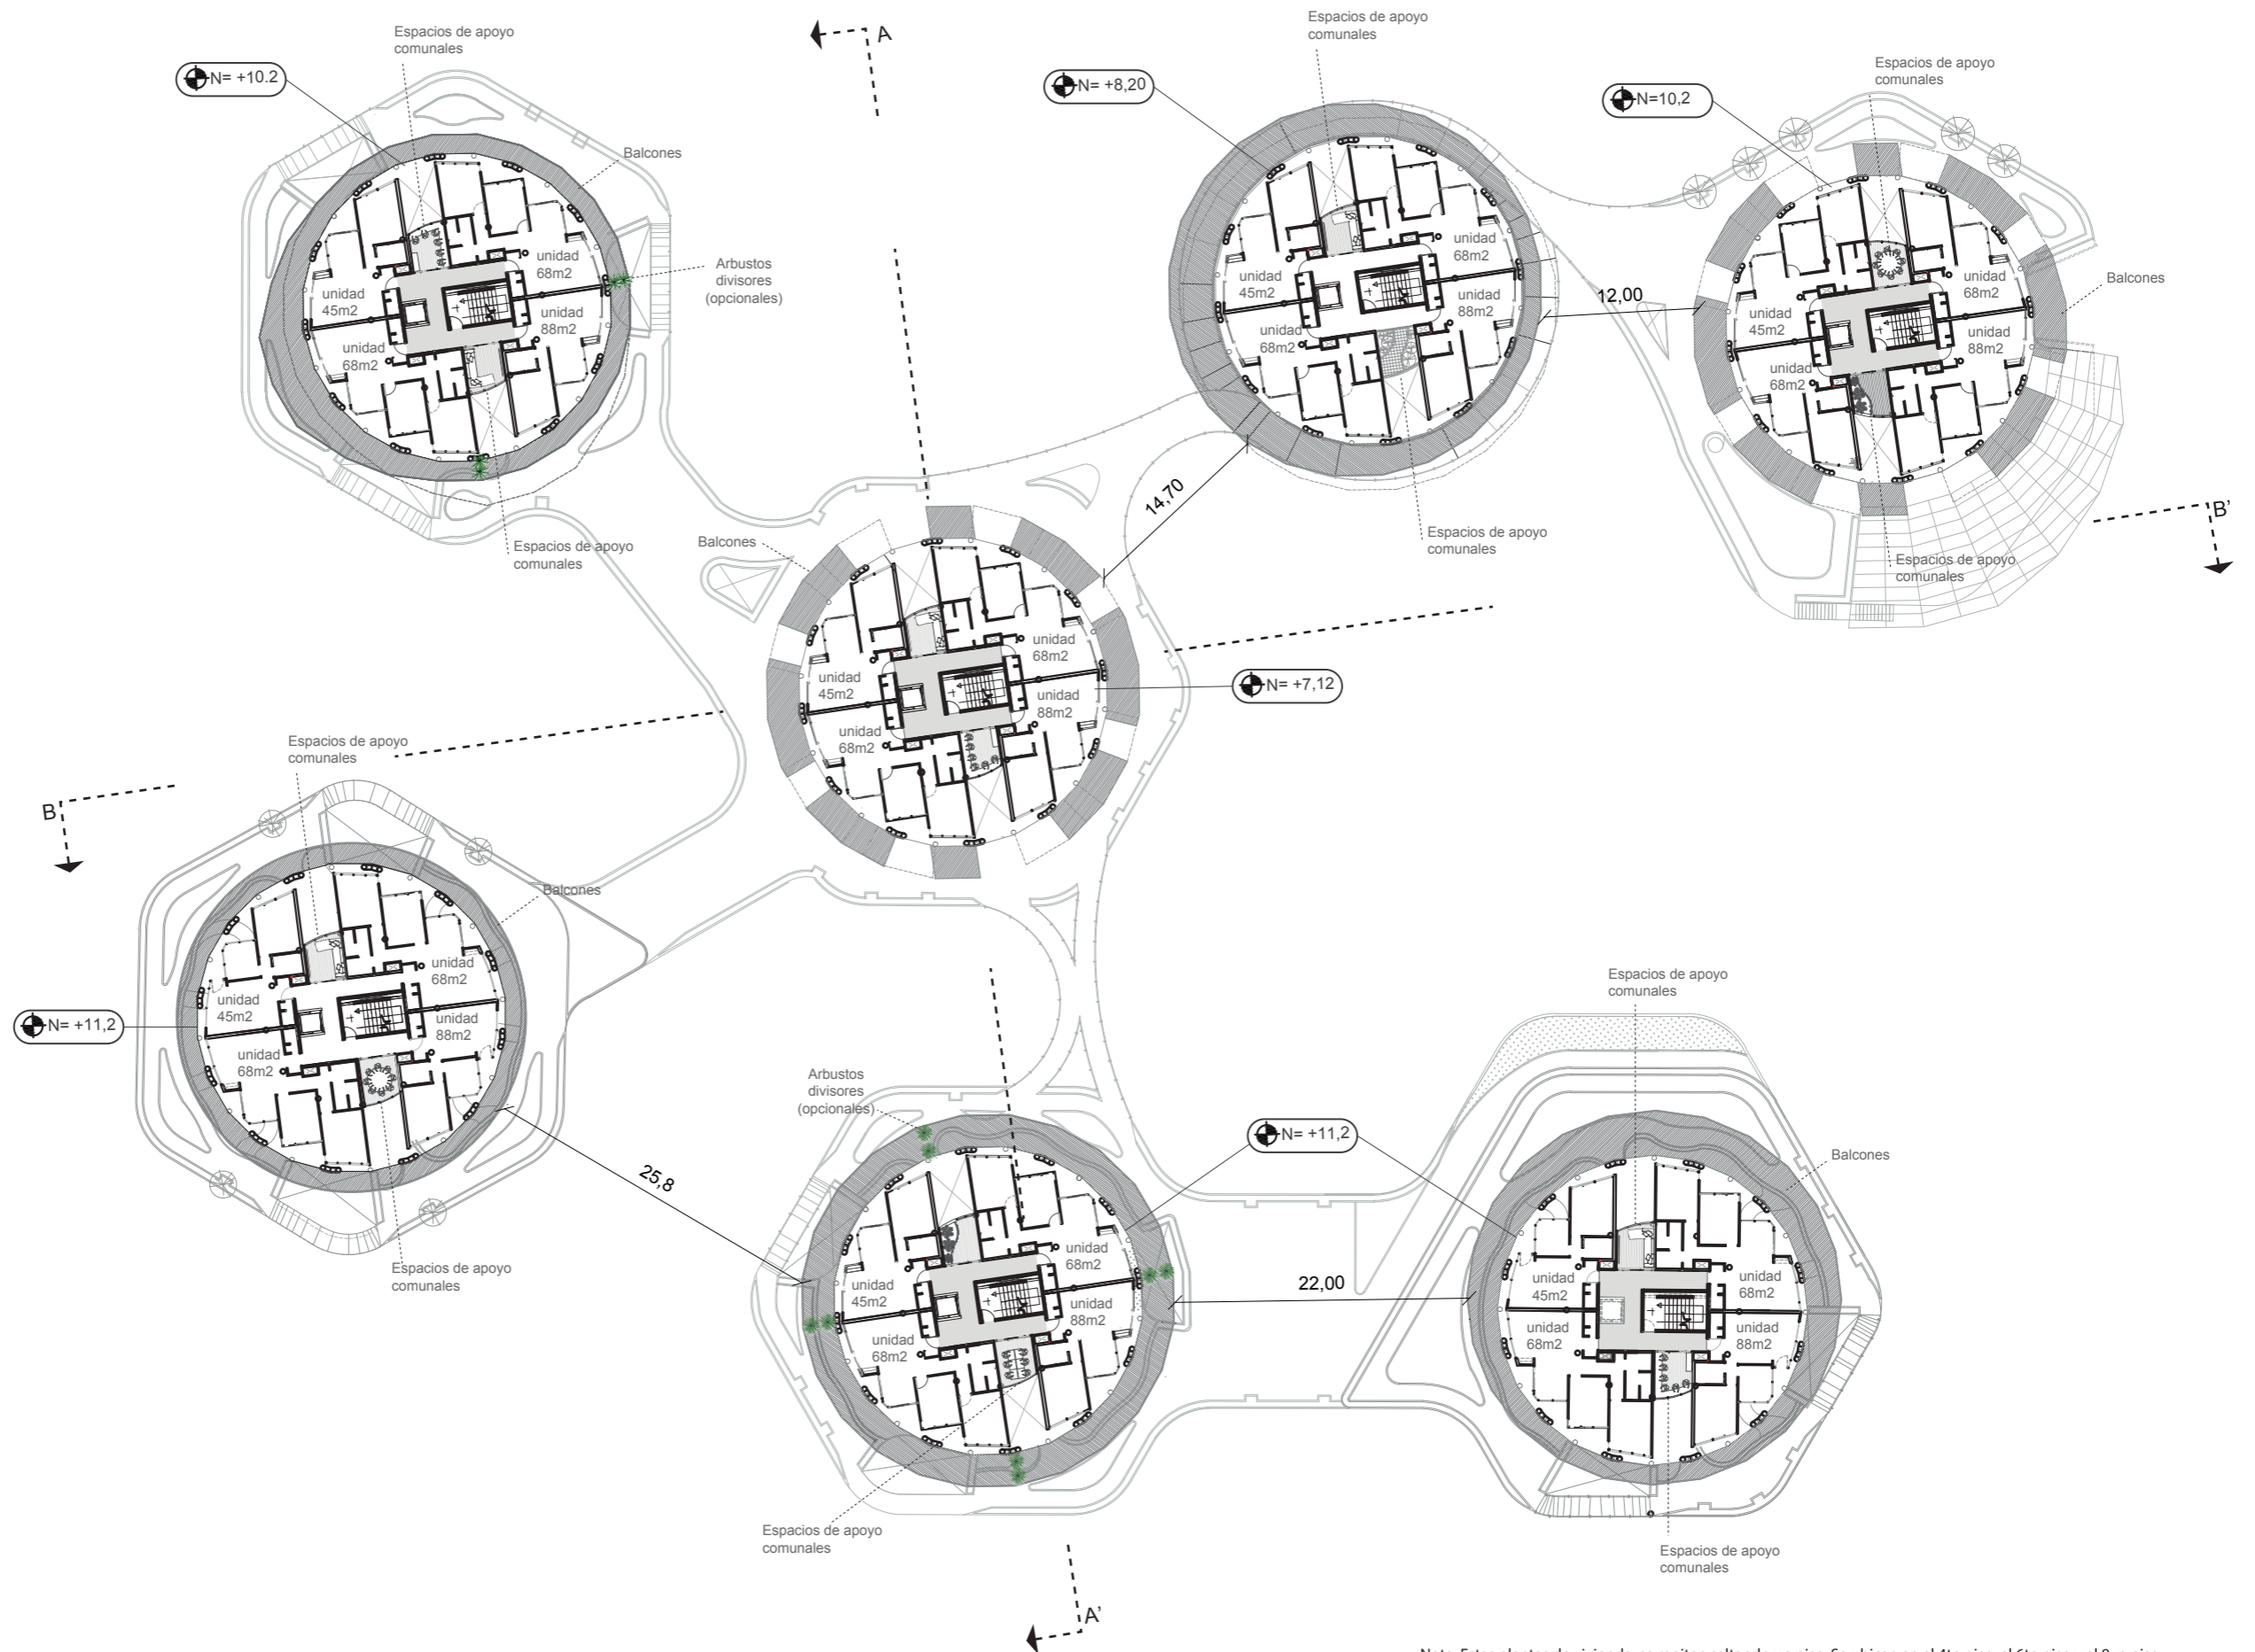 Espacios de apoyo
comunales
N= +10.2
Balcones
Arbustos
divisores
(opcionales)
unidad
68m2
unidad
45m2
unidad
88m2
unidad
68m2
Espacios de apoyo
comunales
A
Espacios de apoyo
comunales
N= +8,20
unidad
68m2
unidad
45m2
unidad
88m2
unidad
68m2
Espacios de apoyo
comunales
12,00
14,70
Espacios de apoyo
comunales
N=10,2
Balcones
unidad
68m2
unidad
45m2
unidad
88m2
unidad
68m2
Espacios de apoyo
comunales
B'
Balcones
unidad
68m2
unidad
45m2
unidad
88m2
unidad
68m2
N= +7,12
B
Espacios de apoyo
comunales
Balcones
unidad
68m2
unidad
45m2
unidad
88m2
unidad
68m2
N= +11,2
Espacios de apoyo
comunales
25,8
Arbustos
divisores
(opcionales)
unidad
68m2
unidad
45m2
unidad
88m2
unidad
68m2
Espacios de apoyo
comunales
N= +11,2
22,00
Espacios de apoyo
comunales
Balcones
unidad
45m2
unidad
68m2
unidad
68m2
unidad
88m2
Espacios de apoyo
comunales
A'